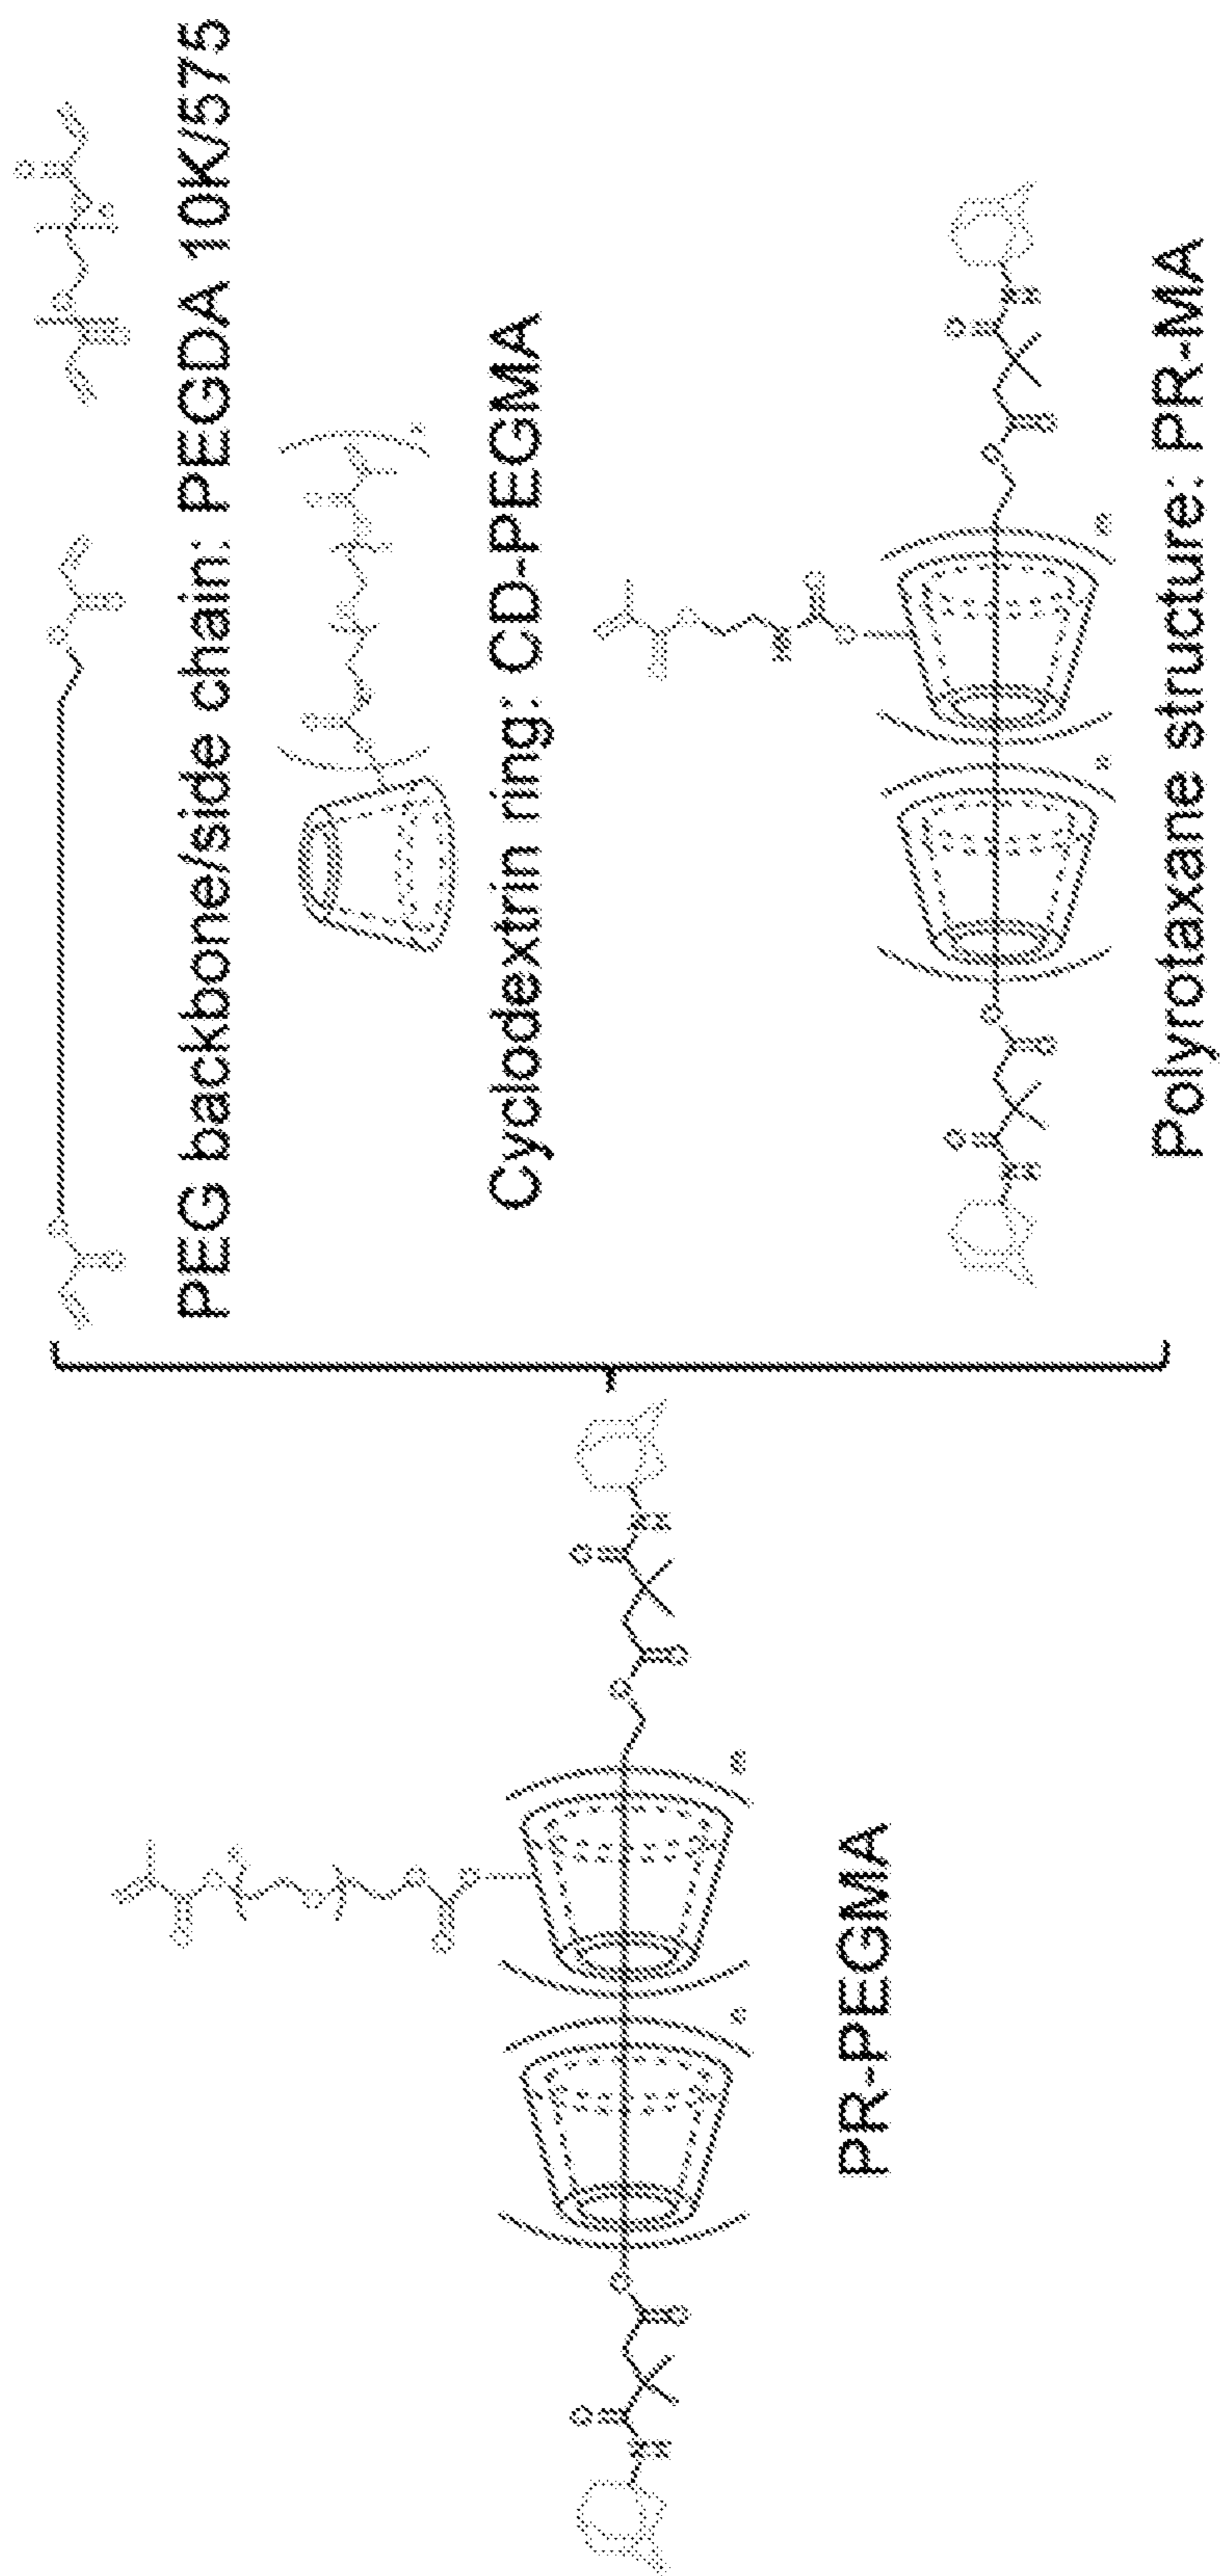 PR-PEGMA
PEG backbone/side chain: PEGDA 10K/575
Cyclodextrin ring: CD-PEGMA
Polyrotaxane structure: PR-MA